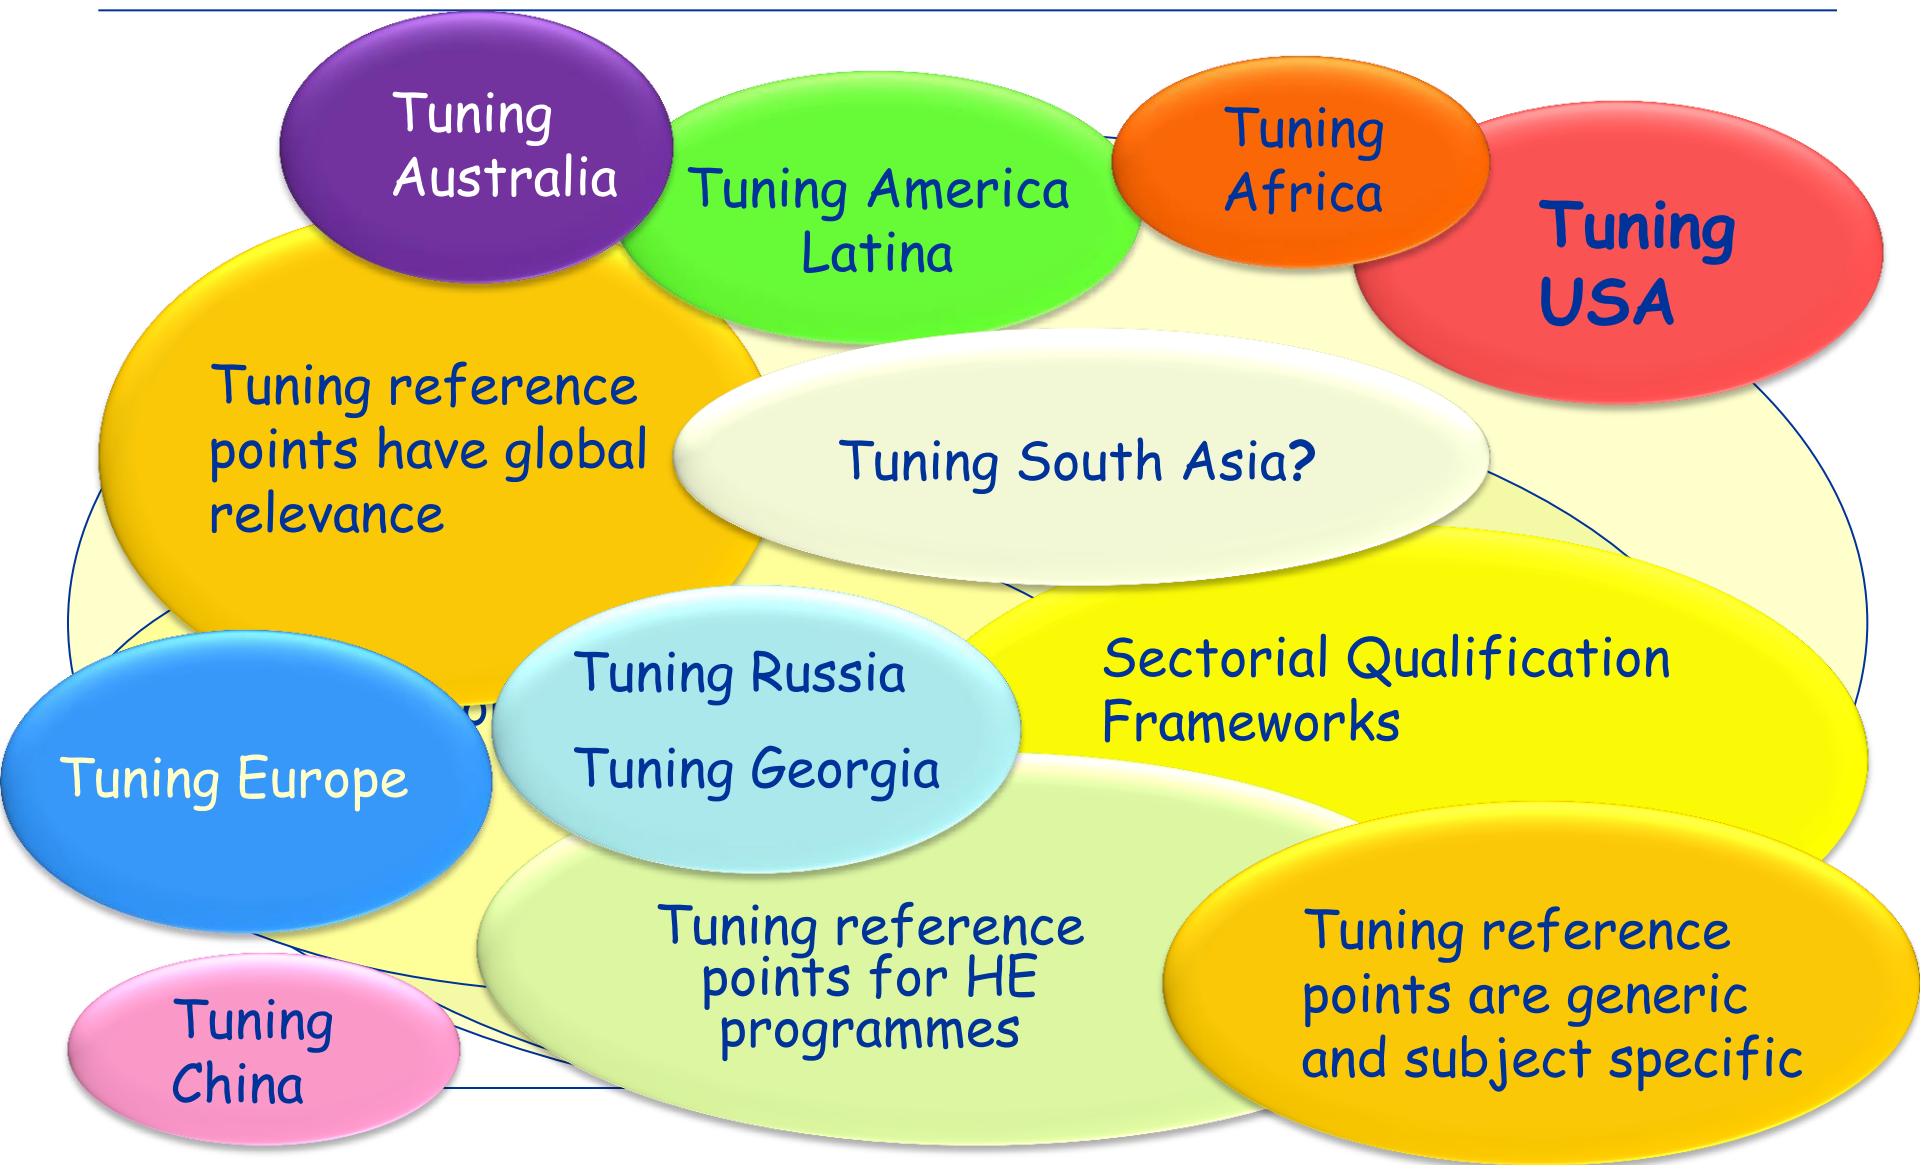 Tuning
Australia
Tuning America
Latina
Tuning
Africa
Tuning
USA
Tuning reference
points have global
relevance
Tuning South Asia?
Tuning Russia
Tuning Georgia
Sectorial Qualification
Frameworks
Tuning Europe
Tuning reference
points for HE
programmes
Tuning reference
points are generic
and subject specific
Tuning
China